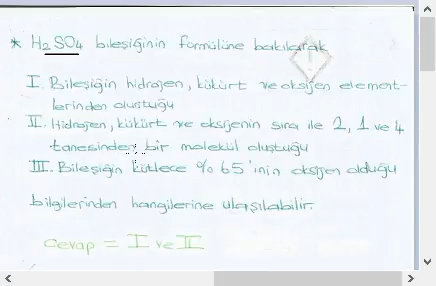 * H2SO4 bileşiğinin formülüne bakılarak
I. Bileşiğin hidrojen, kükürt ve oksijen element-
lerinden oluştuğu
II. Hidrojen, kükürt ve oksijenin sıra ile 2, 1 ve 4
tanesinden bir molekül oluştuğu
III. Bileşiğin kütlece % 65'inin oksijen olduğu
bilgilerinden hangilerine ulaşılabilir.
Cevap = I ve II